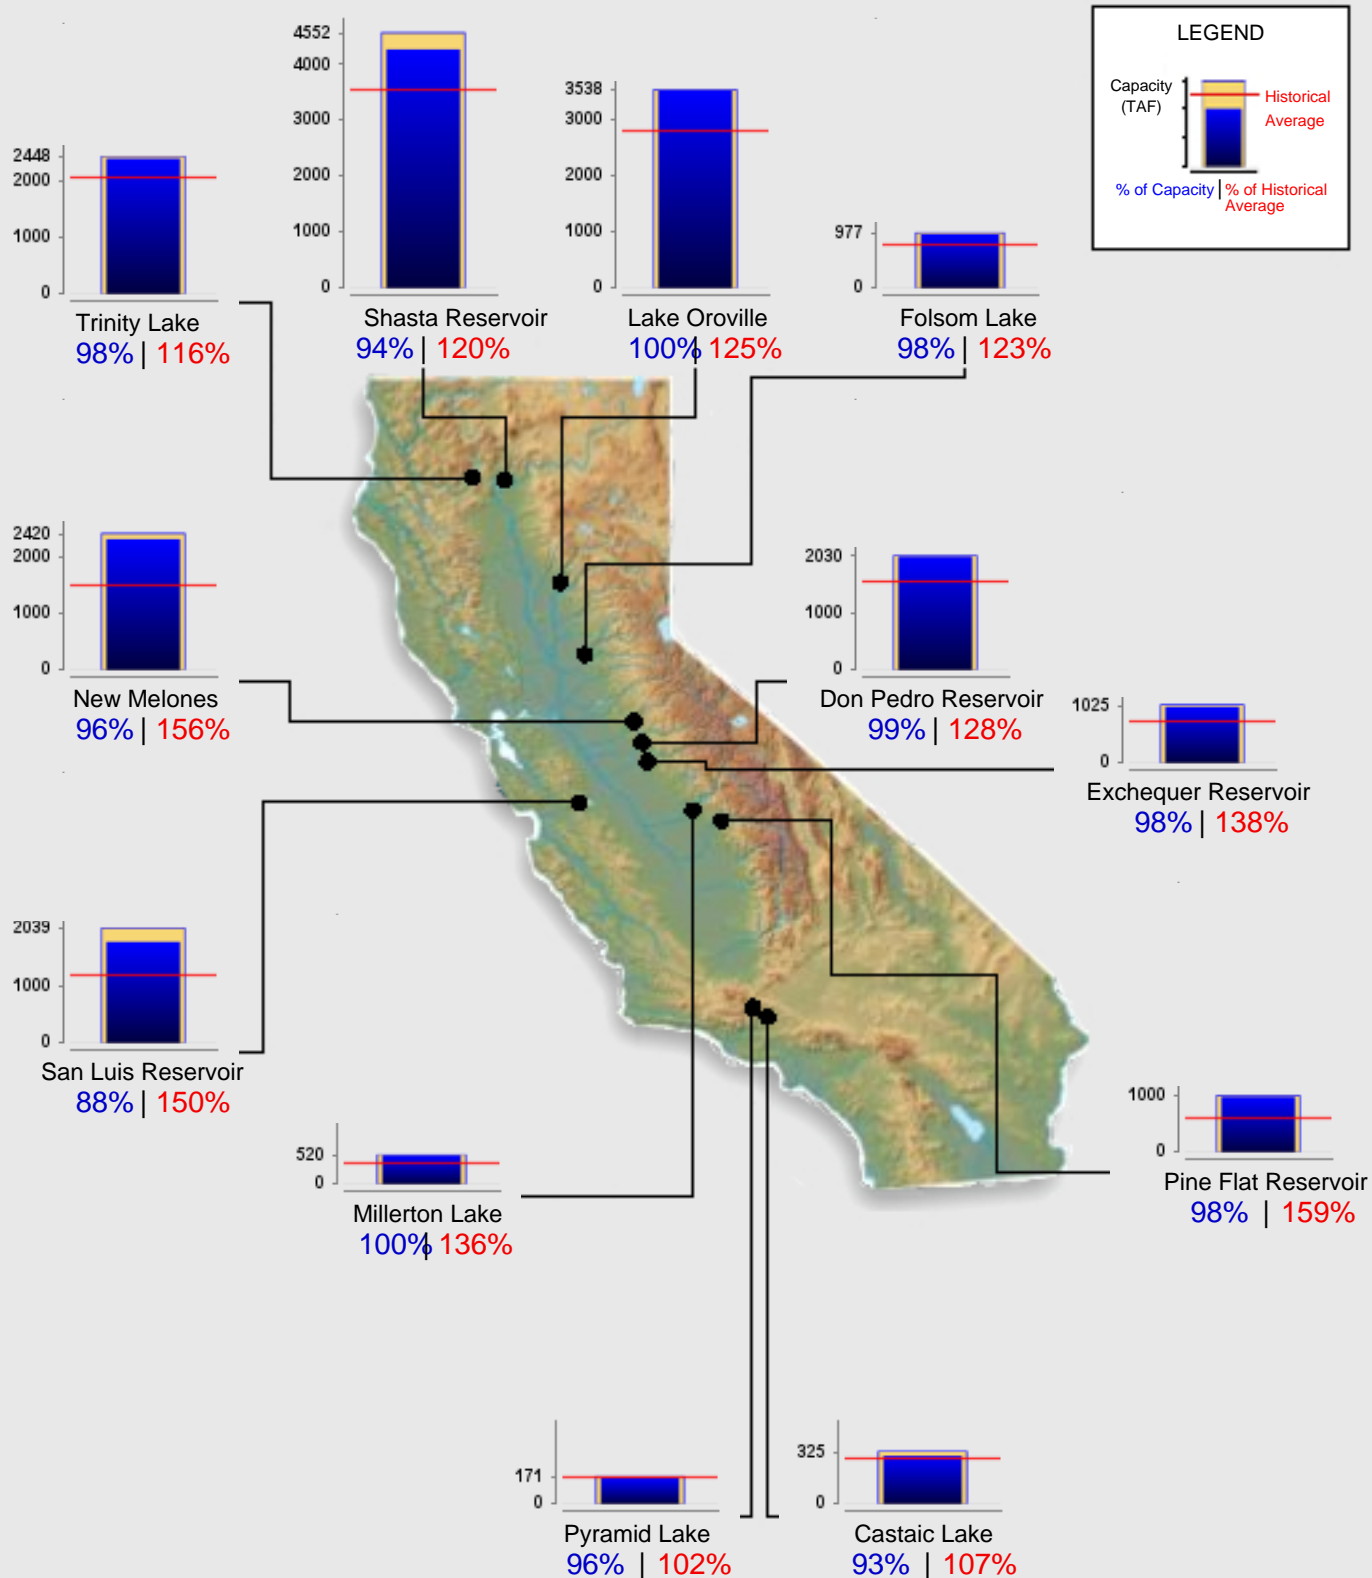 LEGEND
Capacity
(TAF)
Historical
Average
% of Capacity | % of Historical
Average
2448
2000
1000
0
Trinity Lake
98% | 116%
4552
4000
3000
2000
1000
0
Shasta Reservoir
94% | 120%
3538
3000
2000
1000
0
Lake Oroville
100% | 125%
977
0
Folsom Lake
98% | 123%
2420
2000
1000
0
New Melones
96% | 156%
2030
1000
0
Don Pedro Reservoir
99% | 128%
1025
0
Exchequer Reservoir
98% | 138%
2039
1000
0
San Luis Reservoir
88% | 150%
520
0
Millerton Lake
100% | 136%
1000
0
Pine Flat Reservoir
98% | 159%
171
0
Pyramid Lake
96% | 102%
325
0
Castaic Lake
93% | 107%